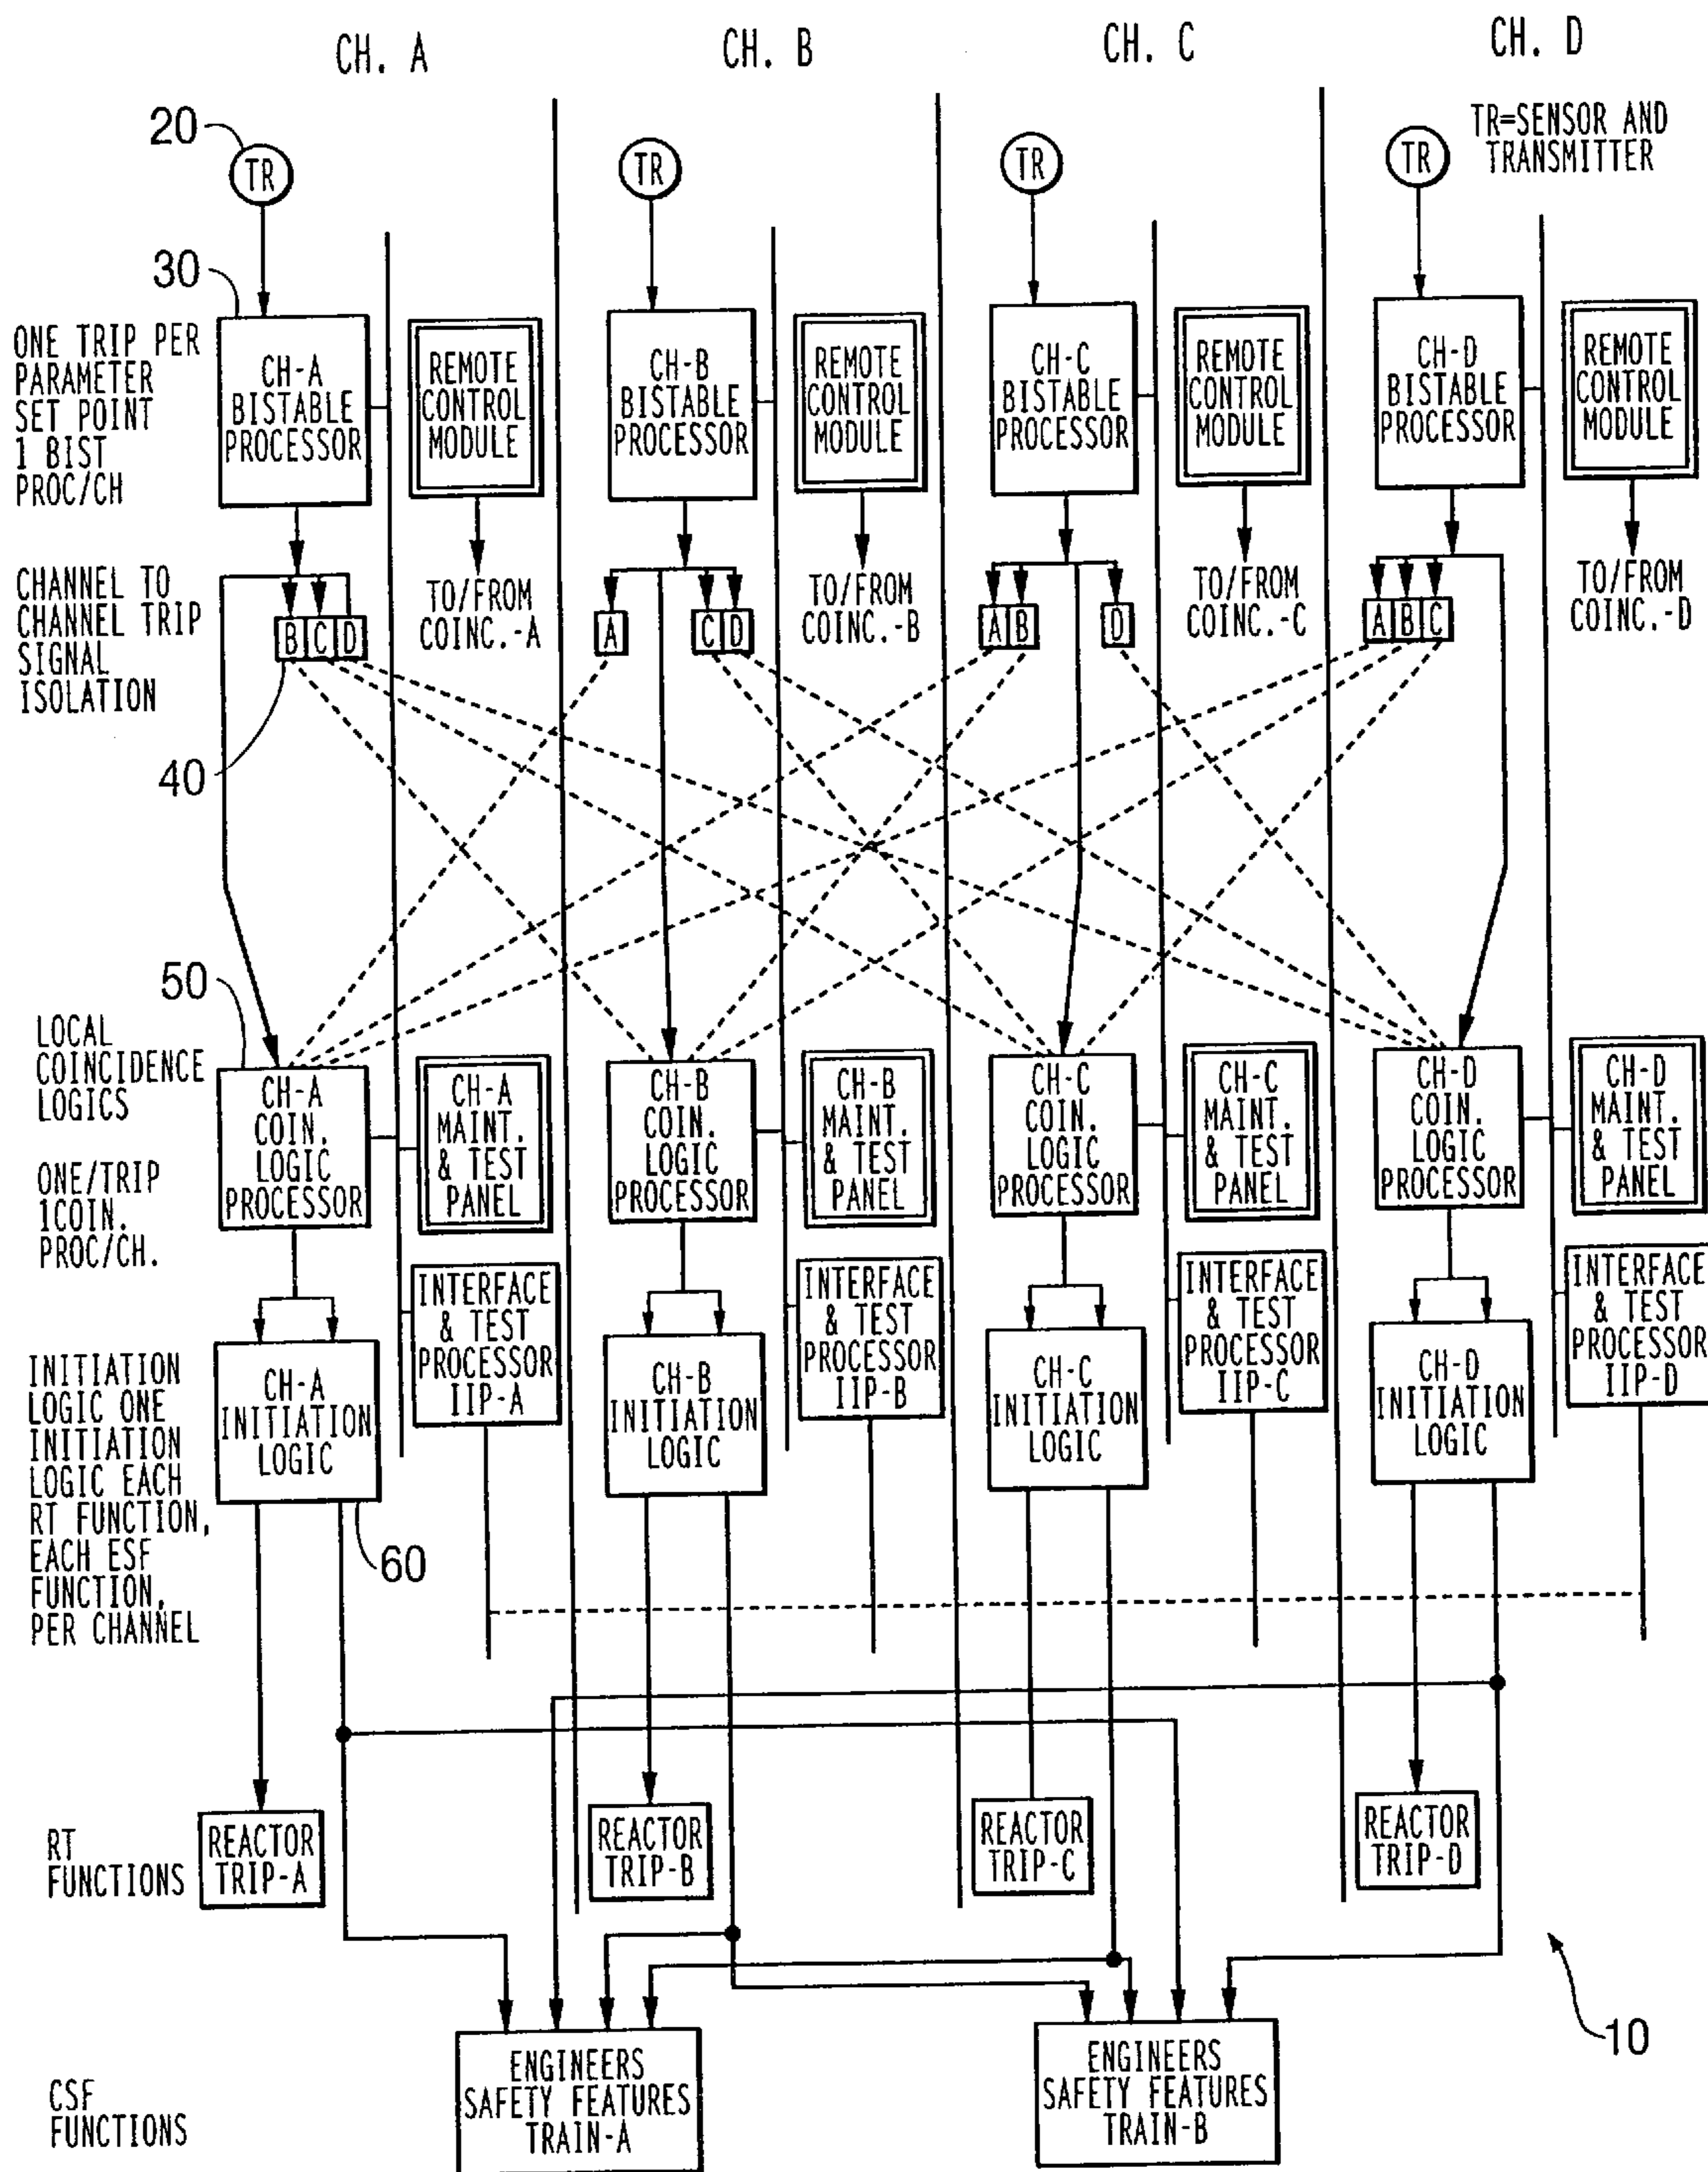 CH. A
CH. B
CH. C
CH. D
20
TR
TR
TR
TR
TR=SENSOR AND
TRANSMITTER
30
ONE TRIP PER
PARAMETER
SET POINT
1 BIST
PROC/CH
CH-A
BISTABLE
PROCESSOR
REMOTE
CONTROL
MODULE
CH-B
BISTABLE
PROCESSOR
REMOTE
CONTROL
MODULE
CH-C
BISTABLE
PROCESSOR
REMOTE
CONTROL
MODULE
CH-D
BISTABLE
PROCESSOR
REMOTE
CONTROL
MODULE
CHANNEL TO
CHANNEL TRIP
SIGNAL
ISOLATION
B C D
TO/FROM
COINC.-A
A
C D
TO/FROM
COINC.-B
A B
D
TO/FROM
COINC.-C
A B C
TO/FROM
COINC.-D
40
50
LOCAL
COINCIDENCE
LOGICS
ONE/TRIP
1COIN.
PROC/CH.
CH-A
COIN.
LOGIC
PROCESSOR
CH-A
MAINT.
& TEST
PANEL
CH-B
COIN.
LOGIC
PROCESSOR
CH-B
MAINT.
& TEST
PANEL
CH-C
COIN.
LOGIC
PROCESSOR
CH-C
MAINT.
& TEST
PANEL
CH-D
COIN.
LOGIC
PROCESSOR
CH-D
MAINT.
& TEST
PANEL
INTERFACE
& TEST
PROCESSOR
IIP-A
INTERFACE
& TEST
PROCESSOR
IIP-B
INTERFACE
& TEST
PROCESSOR
IIP-C
INTERFACE
& TEST
PROCESSOR
IIP-D
INITIATION
LOGIC ONE
INITIATION
LOGIC EACH
RT FUNCTION,
EACH ESF
FUNCTION,
PER CHANNEL
CH-A
INITIATION
LOGIC
CH-B
INITIATION
LOGIC
CH-C
INITIATION
LOGIC
CH-D
INITIATION
LOGIC
60
RT
FUNCTIONS
REACTOR
TRIP-A
REACTOR
TRIP-B
REACTOR
TRIP-C
REACTOR
TRIP-D
10
CSF
FUNCTIONS
ENGINEERS
SAFETY FEATURES
TRAIN-A
ENGINEERS
SAFETY FEATURES
TRAIN-B